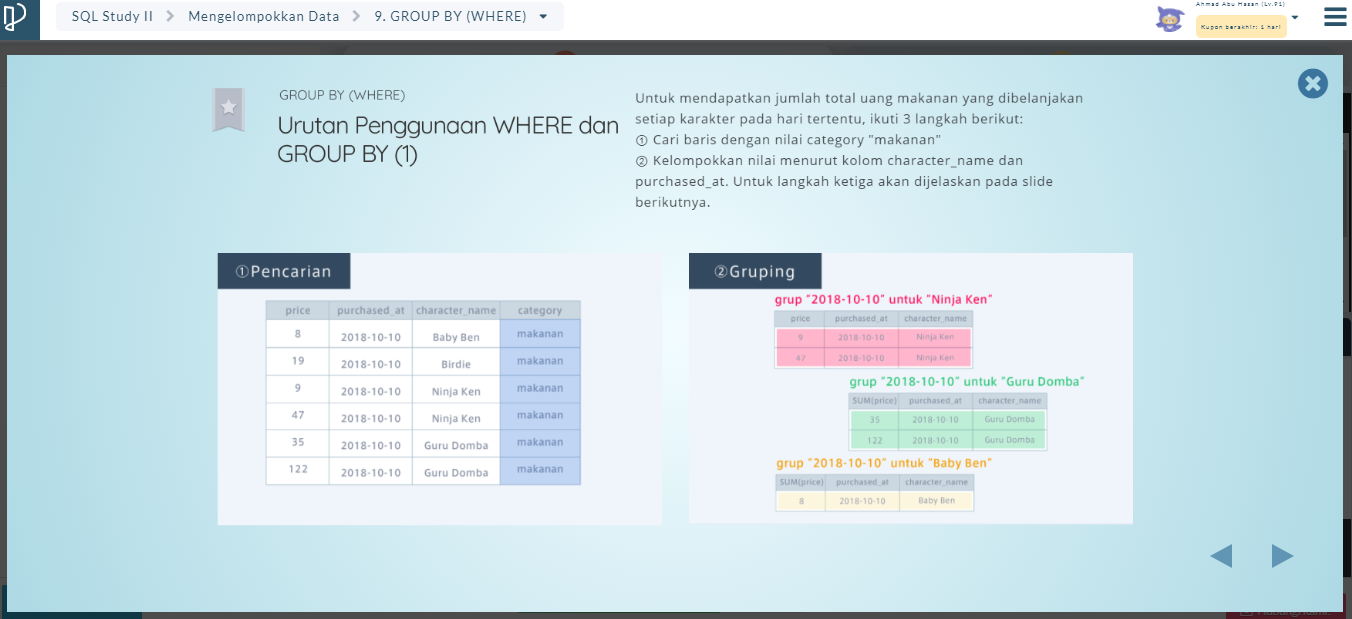 SQL Study II > Mengelompokkan Data > 9. GROUP BY (WHERE)
Ahmad Abu Hasan (Lv.91)
Kupon berakhir: 1 hari
GROUP BY (WHERE)
Urutan Penggunaan WHERE dan
GROUP BY (1)
Untuk mendapatkan jumlah total uang makanan yang dibelanjakan
setiap karakter pada hari tertentu, ikuti 3 langkah berikut:
① Cari baris dengan nilai category "makanan"
② Kelompokkan nilai menurut kolom character_name dan
purchased_at. Untuk langkah ketiga akan dijelaskan pada slide
berikutnya.
①Pencarian
price purchased_at character_name category
8 2018-10-10 Baby Ben makanan
19 2018-10-10 Birdie makanan
9 2018-10-10 Ninja Ken makanan
47 2018-10-10 Ninja Ken makanan
35 2018-10-10 Guru Domba makanan
122 2018-10-10 Guru Domba makanan
②Gruping
grup "2018-10-10" untuk "Ninja Ken"
price purchased_at character_name
9 2018-10-10 Ninja Ken
47 2018-10-10 Ninja Ken
grup "2018-10-10" untuk "Guru Domba"
SUM(price) purchased_at character_name
35 2018-10-10 Guru Domba
122 2018-10-10 Guru Domba
grup "2018-10-10" untuk "Baby Ben"
SUM(price) purchased_at character_name
8 2018-10-10 Baby Ben